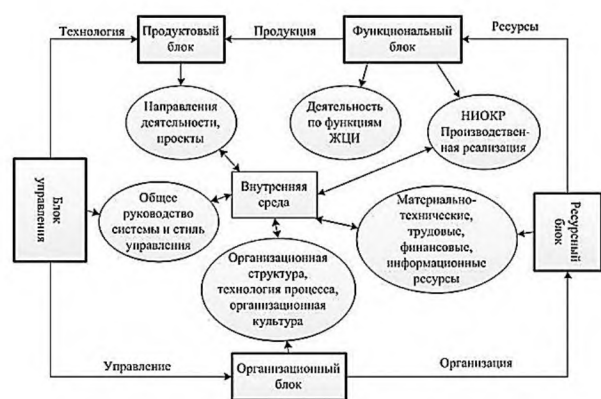 Технология
Продуктовый
блок
Продукция
Функциональный
блок
Ресурсы
Направления
деятельности,
проекты
Деятельность
по функциям
ЖЦИ
НИОКР
Производствен-
ная реализация
Блок
управления
Общее
руководство
системы и стиль
управления
Внутренняя
среда
Материально-
технические,
трудовые,
финансовые,
информационные
ресурсы
Ресурсный блок
Организационная
структура,
технология процесса,
организационная
культура
Управление
Организационный
блок
Организация